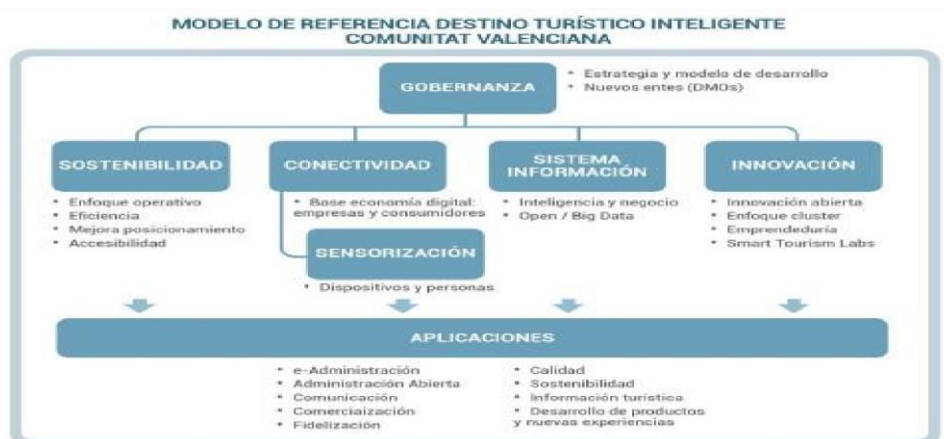 MODELO DE REFERENCIA DESTINO TURÍSTICO INTELIGENTE
COMUNITAT VALENCIANA
GOBERNANZA
• Estrategia y modelo de desarrollo
• Nuevos entes (DMOs)
SOSTENIBILIDAD
• Enfoque operativo
• Eficiencia
• Mejora posicionamiento
• Accesibilidad
CONECTIVIDAD
• Base economía digital:
empresas y consumidores
SENSORIZACIÓN
• Dispositivos y personas
SISTEMA
INFORMACIÓN
• Inteligencia y negocio
• Open / Big Data
INNOVACIÓN
• Innovación abierta
• Enfoque cluster
• Emprendeduría
• Smart Tourism Labs
APLICACIONES
• e-Administración
• Administración Abierta
• Comunicación
• Comerciaización
• Fidelización
• Calidad
• Sostenibilidad
• Información turística
• Desarrollo de productos
y nuevas experiencias